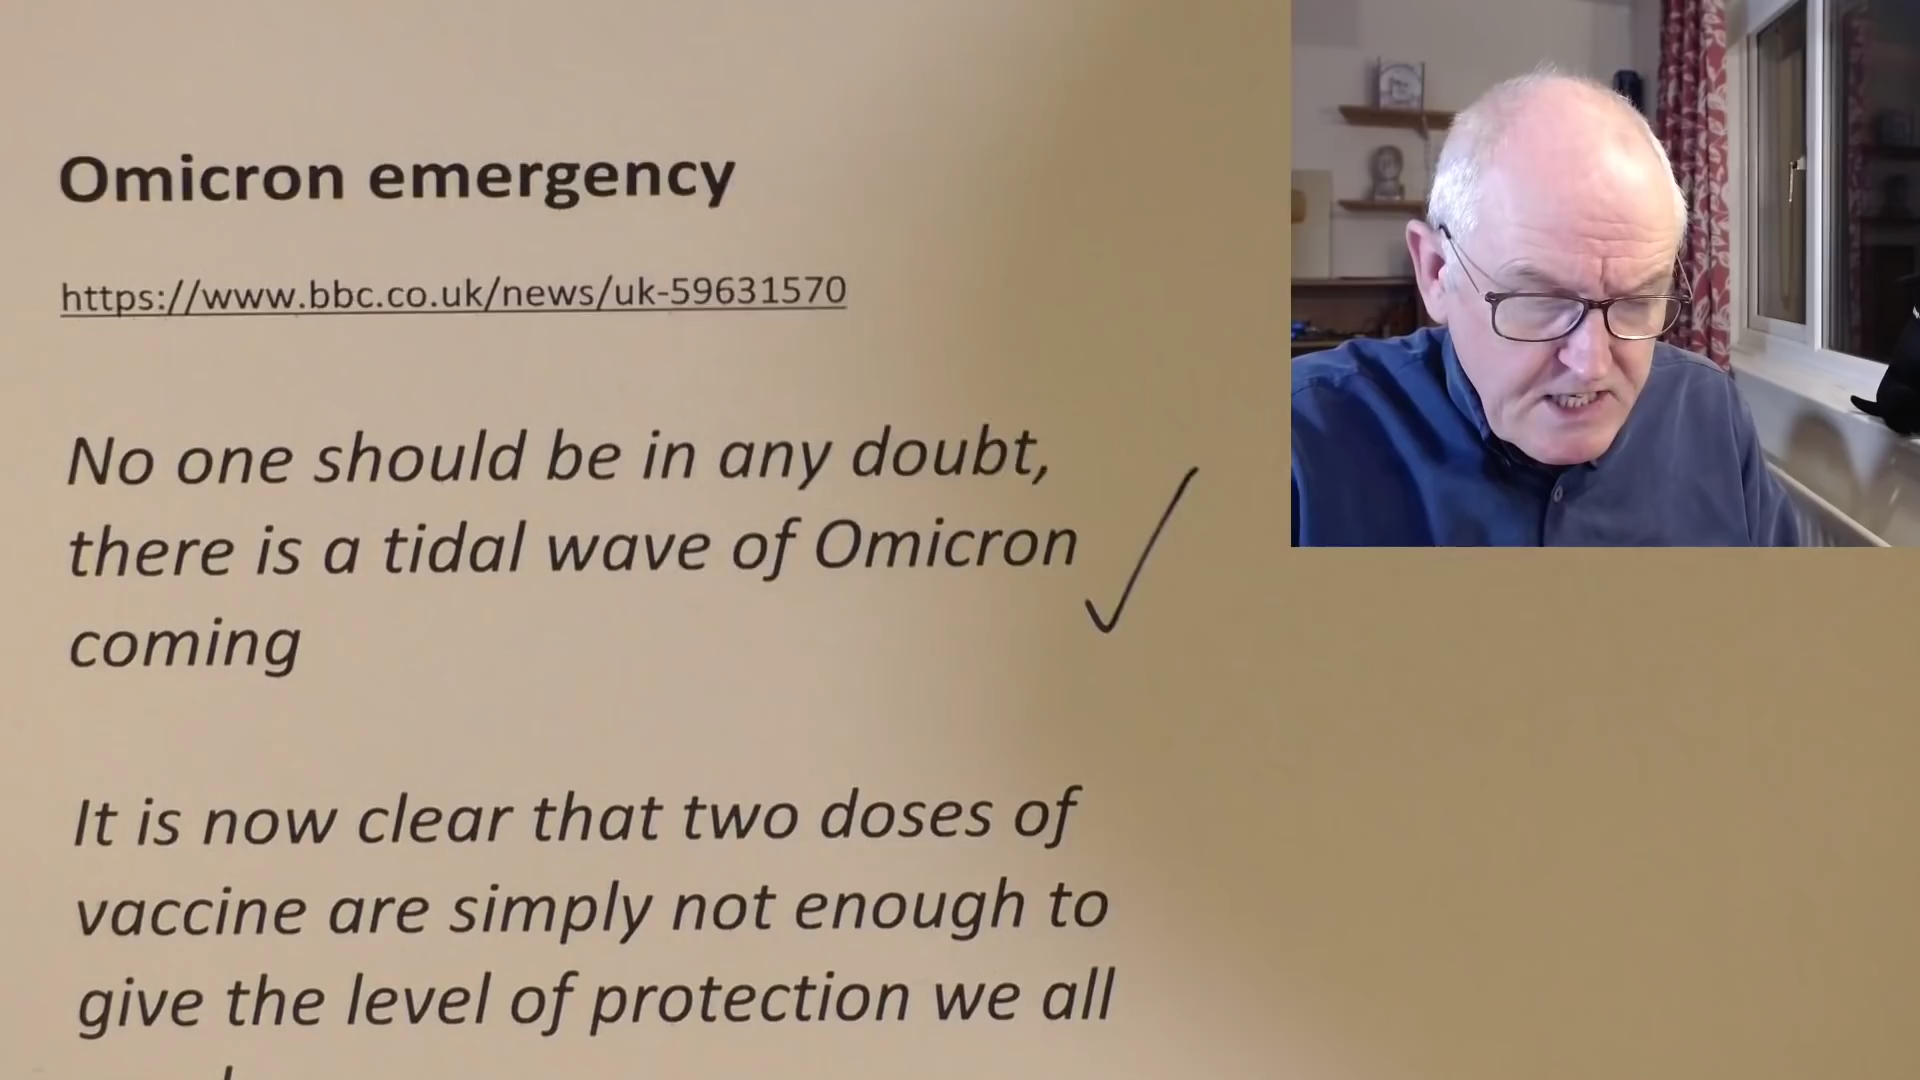 Omicron emergency
https://www.bbc.co.uk/news/uk-59631570
No one should be in any doubt,
there is a tidal wave of Omicron
coming
It is now clear that two doses of
vaccine are simply not enough to
give the level of protection we all